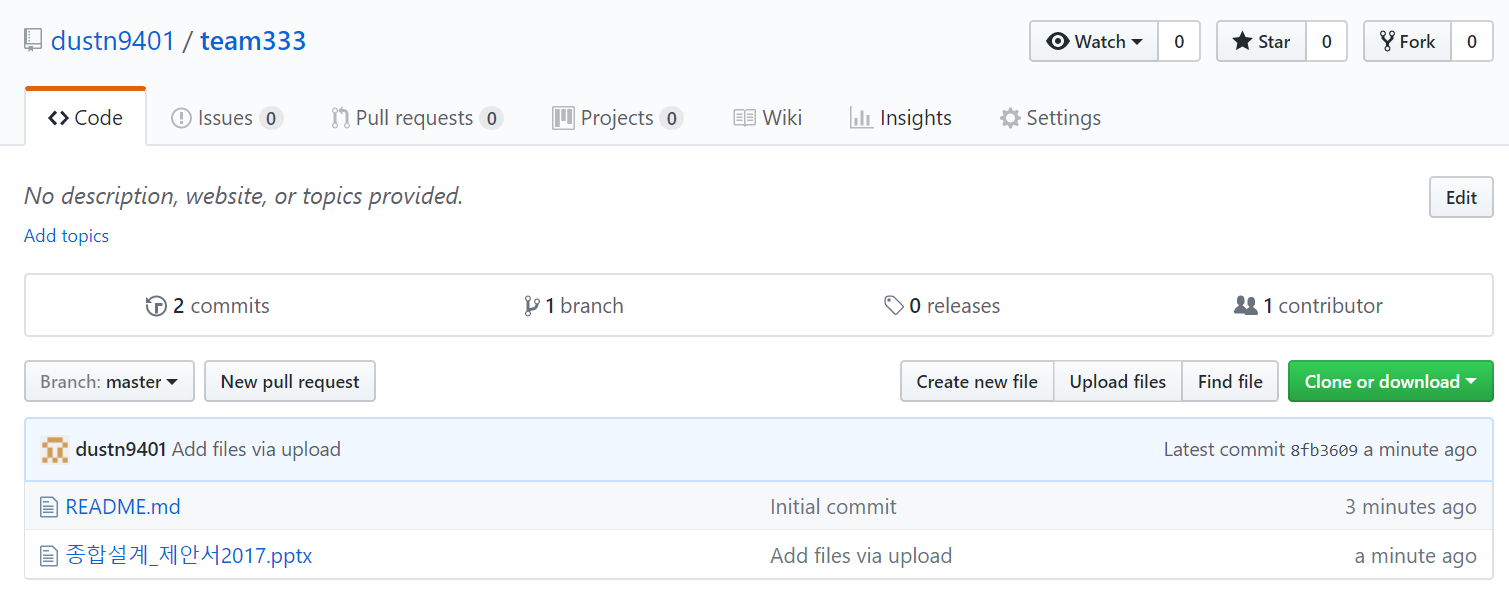 dustn9401 / team333
Watch 0 Star 0 Fork 0
Code Issues 0 Pull requests 0 Projects 0 Wiki Insights Settings
No description, website, or topics provided.
Edit
Add topics
2 commits 1 branch 0 releases 1 contributor
Branch: master New pull request Create new file Upload files Find file Clone or download
dustn9401 Add files via upload Latest commit 8fb3609 a minute ago
README.md Initial commit 3 minutes ago
종합설계_제안서2017.pptx Add files via upload a minute ago